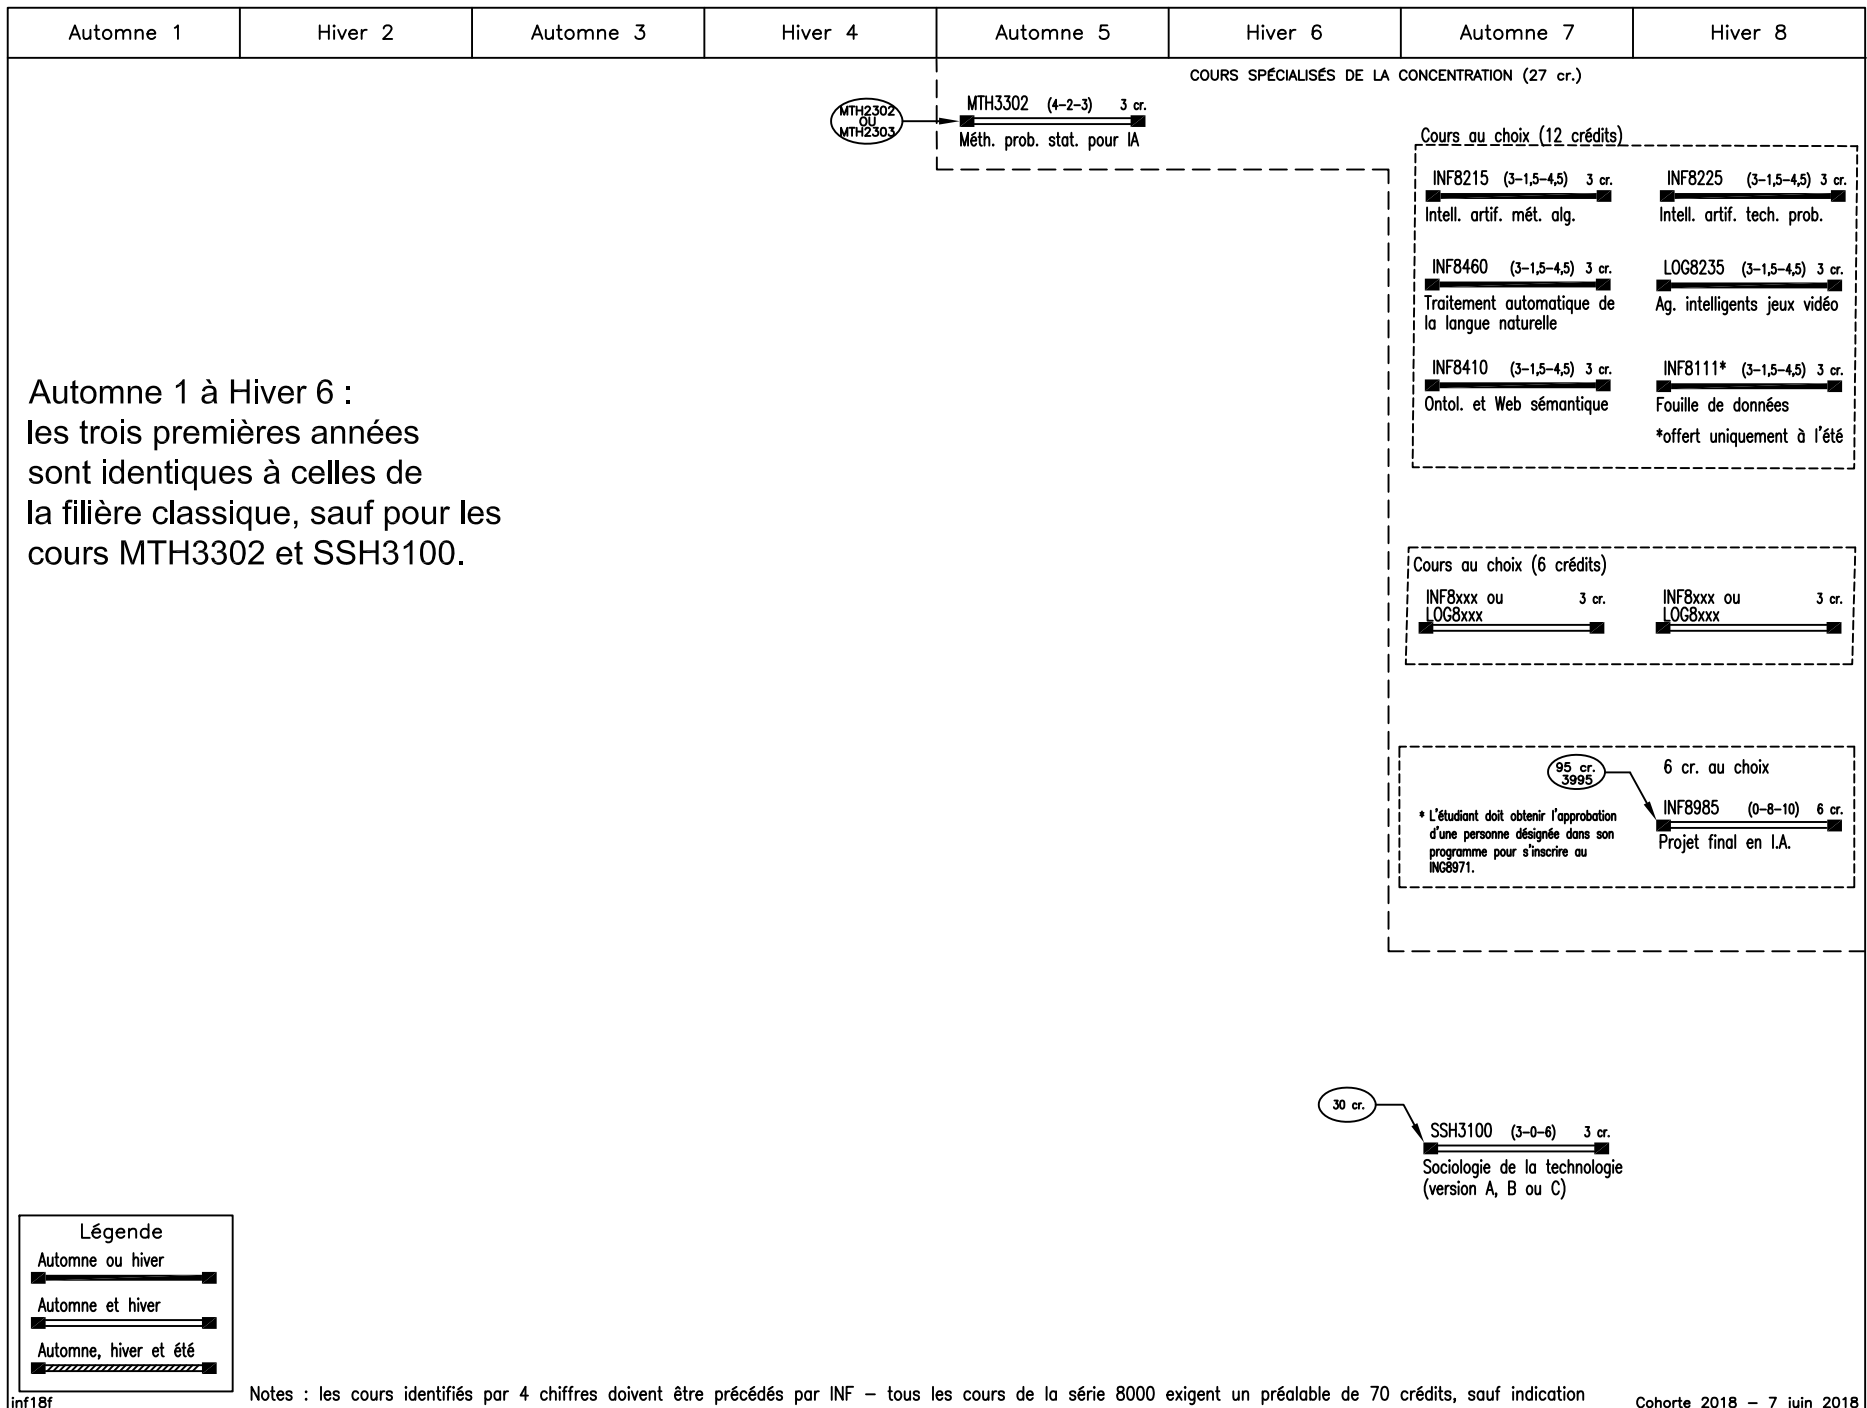 Automne 1
Hiver 2
Automne 3
Hiver 4
Automne 5
Hiver 6
Automne 7
Hiver 8
COURS SPÉCIALISÉS DE LA CONCENTRATION (27 cr.)
MTH2302
OU
MTH2303
MTH3302 (4-2-3) 3 cr.
Méth. prob. stat. pour IA
Cours au choix (12 crédits)
INF8215 (3-1,5-4,5) 3 cr.
Intell. artif. mét. alg.
INF8225 (3-1,5-4,5) 3 cr.
Intell. artif. tech. prob.
INF8460 (3-1,5-4,5) 3 cr.
Traitement automatique de
la langue naturelle
LOG8235 (3-1,5-4,5) 3 cr.
Ag. intelligents jeux vidéo
INF8410 (3-1,5-4,5) 3 cr.
Ontol. et Web sémantique
INF8111* (3-1,5-4,5) 3 cr.
Fouille de données
*offert uniquement à l'été
Automne 1 à Hiver 6 :
les trois premières années
sont identiques à celles de
la filière classique, sauf pour les
cours MTH3302 et SSH3100.
Cours au choix (6 crédits)
INF8xxx ou 3 cr.
LOG8xxx
INF8xxx ou 3 cr.
LOG8xxx
95 cr.
3995
6 cr. au choix
INF8985 (0-8-10) 6 cr.
Projet final en I.A.
* L'étudiant doit obtenir l'approbation
d'une personne désignée dans son
programme pour s'inscrire au
ING8971.
30 cr.
SSH3100 (3-0-6) 3 cr.
Sociologie de la technologie
(version A, B ou C)
Légende
Automne ou hiver
Automne et hiver
Automne, hiver et été
inf18f
Notes : les cours identifiés par 4 chiffres doivent être précédés par INF – tous les cours de la série 8000 exigent un préalable de 70 crédits, sauf indication
Cohorte 2018 – 7 juin 2018